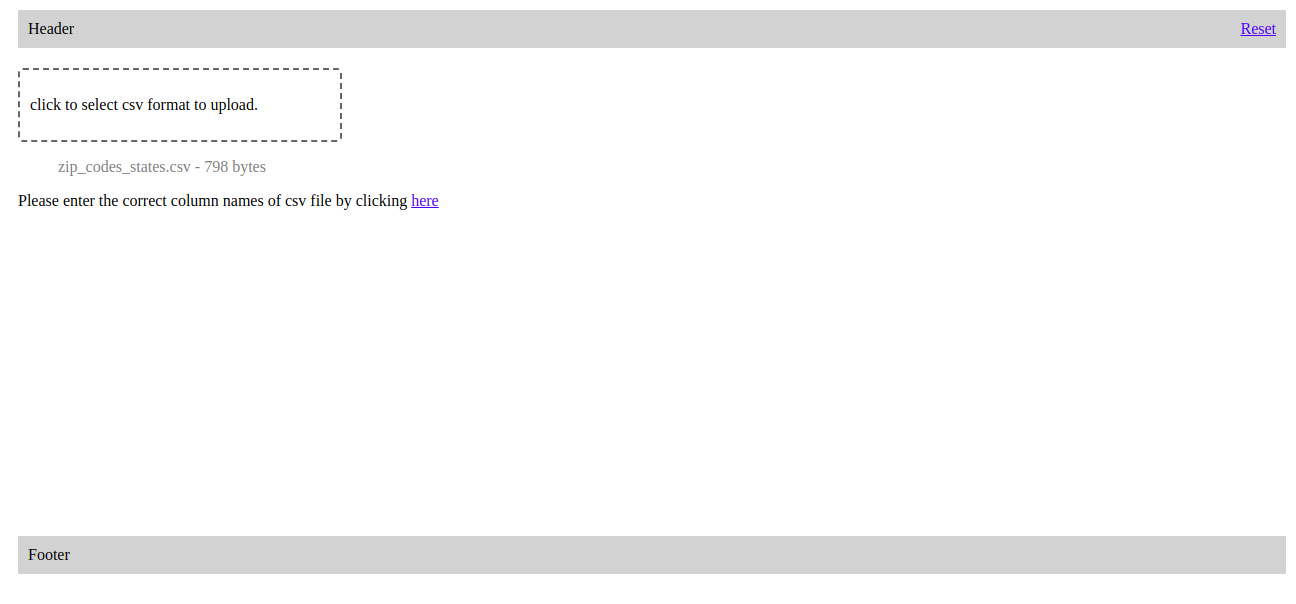 Header Reset
click to select csv format to upload.
zip_codes_states.csv - 798 bytes
Please enter the correct column names of csv file by clicking here
Footer